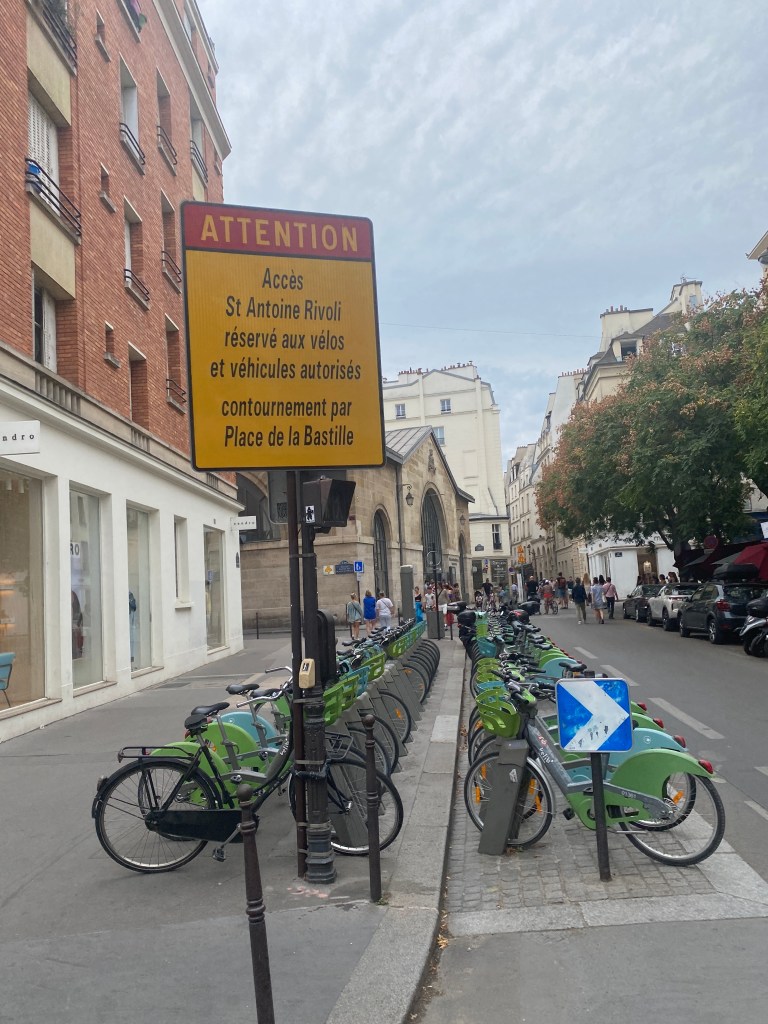 ATTENTION
Accès
St Antoine Rivoli
réservé aux vélos
et véhicules autorisés
contournement par
Place de la Bastille